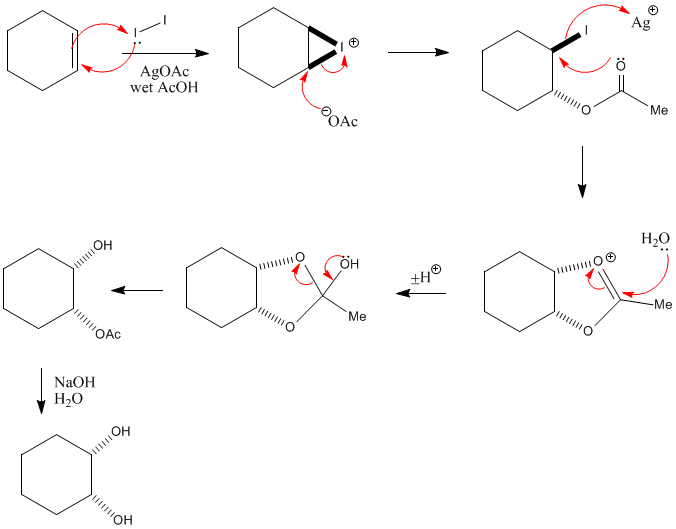 I
I
AgOAc
wet AcOH
I⊕
⊖OAc
I
Ag⊕
O
O
Me
H₂O
O⊕
Me
O
±H⊕
O
OH
Me
O
OH
OAc
NaOH
H₂O
OH
OH